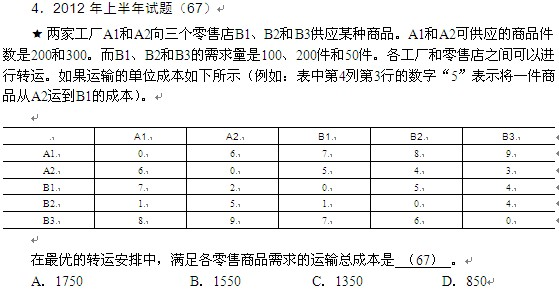 4．2012 年上半年试题（67）
★ 两家工厂A1和A2向三个零售店B1、B2和B3供应某种商品。A1和A2可供应的商品件
数是200和300。而B1、B2和B3的需求量是100、200件和50件。各工厂和零售店之间可以进
行转运。如果运输的单位成本如下所示（例如：表中第4列第3行的数字“5”表示将一件商
品从A2运到B1的成本）。
A1 A2 B1 B2 B3
A1 0 6 7 8 9
A2 6 0 5 4 3
B1 7 2 0 5 4
B2 1 5 1 0 4
B3 8 9 7 6 0
在最优的转运安排中，满足各零售商品需求的运输总成本是 （67） 。
A．1750 B．1550 C．1350 D．850